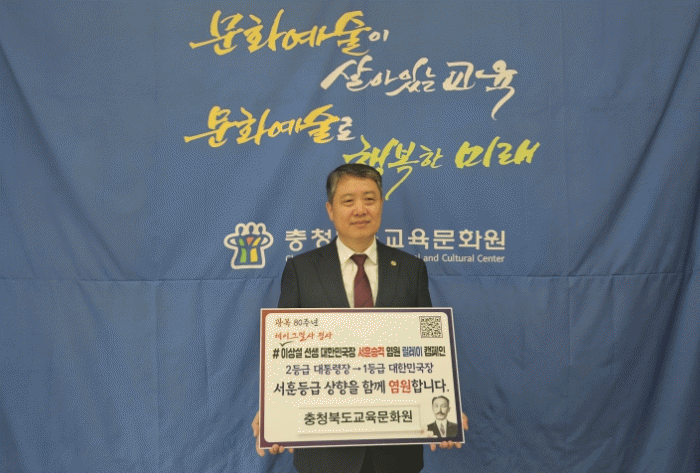 문화예술이
살아있는 교육
문화예술로
행복한 미래
충청 도교육문화원
and Cultural Center
광복 80주년
#이상설 선생 대한민국장 서훈승격 염원 릴레이 캠페인
2등급 대통령장→1등급 대한민국장
서훈등급 상향을 함께 염원합니다.
충청북도교육문화원